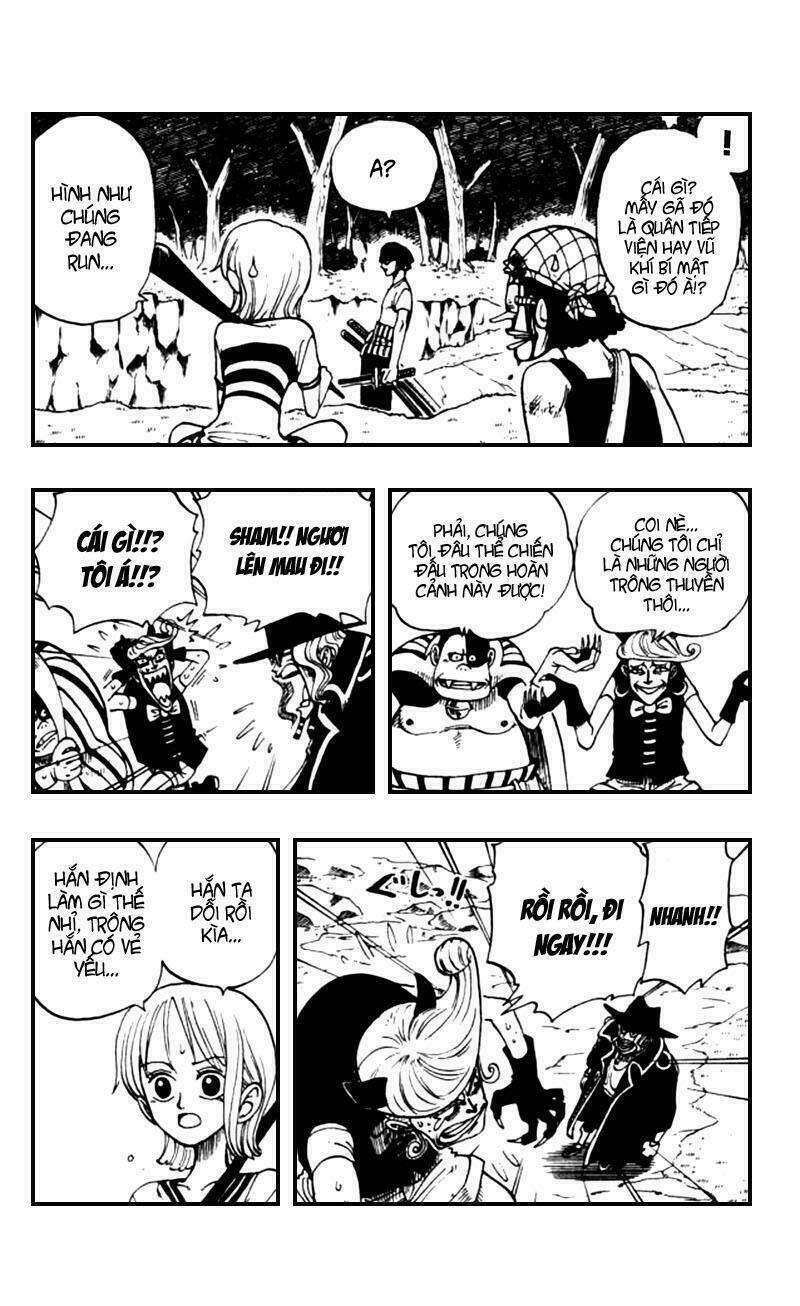 !
CÁI GÌ?
MẤY GÃ ĐÓ
LÀ QUÂN TIẾP
VIỆN HAY VŨ
KHÍ BÍ MẬT
GÌ ĐÓ À!?
A?
HÌNH NHƯ
CHÚNG
ĐANG
RUN...
COI NÈ...
CHÚNG TÔI CHỈ
LÀ NHỮNG NGƯỜI
TRÔNG THUYỀN
THÔI...
PHẢI, CHÚNG
TÔI ĐÂU THỂ CHIẾN
ĐẤU TRONG HOÀN
CẢNH NÀY ĐƯỢC!
SHAM!! NGƯƠI
LÊN MAU ĐI!!
CÁI GÌ!!?
TÔI Á!!?
NHANH!!
RỒI RỒI, ĐI
NGAY!!!
ぐしっ!!
HẮN TA
DỖI RỒI
KÌA...
HẮN ĐỊNH
LÀM GÌ THẾ
NHỈ, TRÔNG
HẮN CÓ VẺ
YẾU...